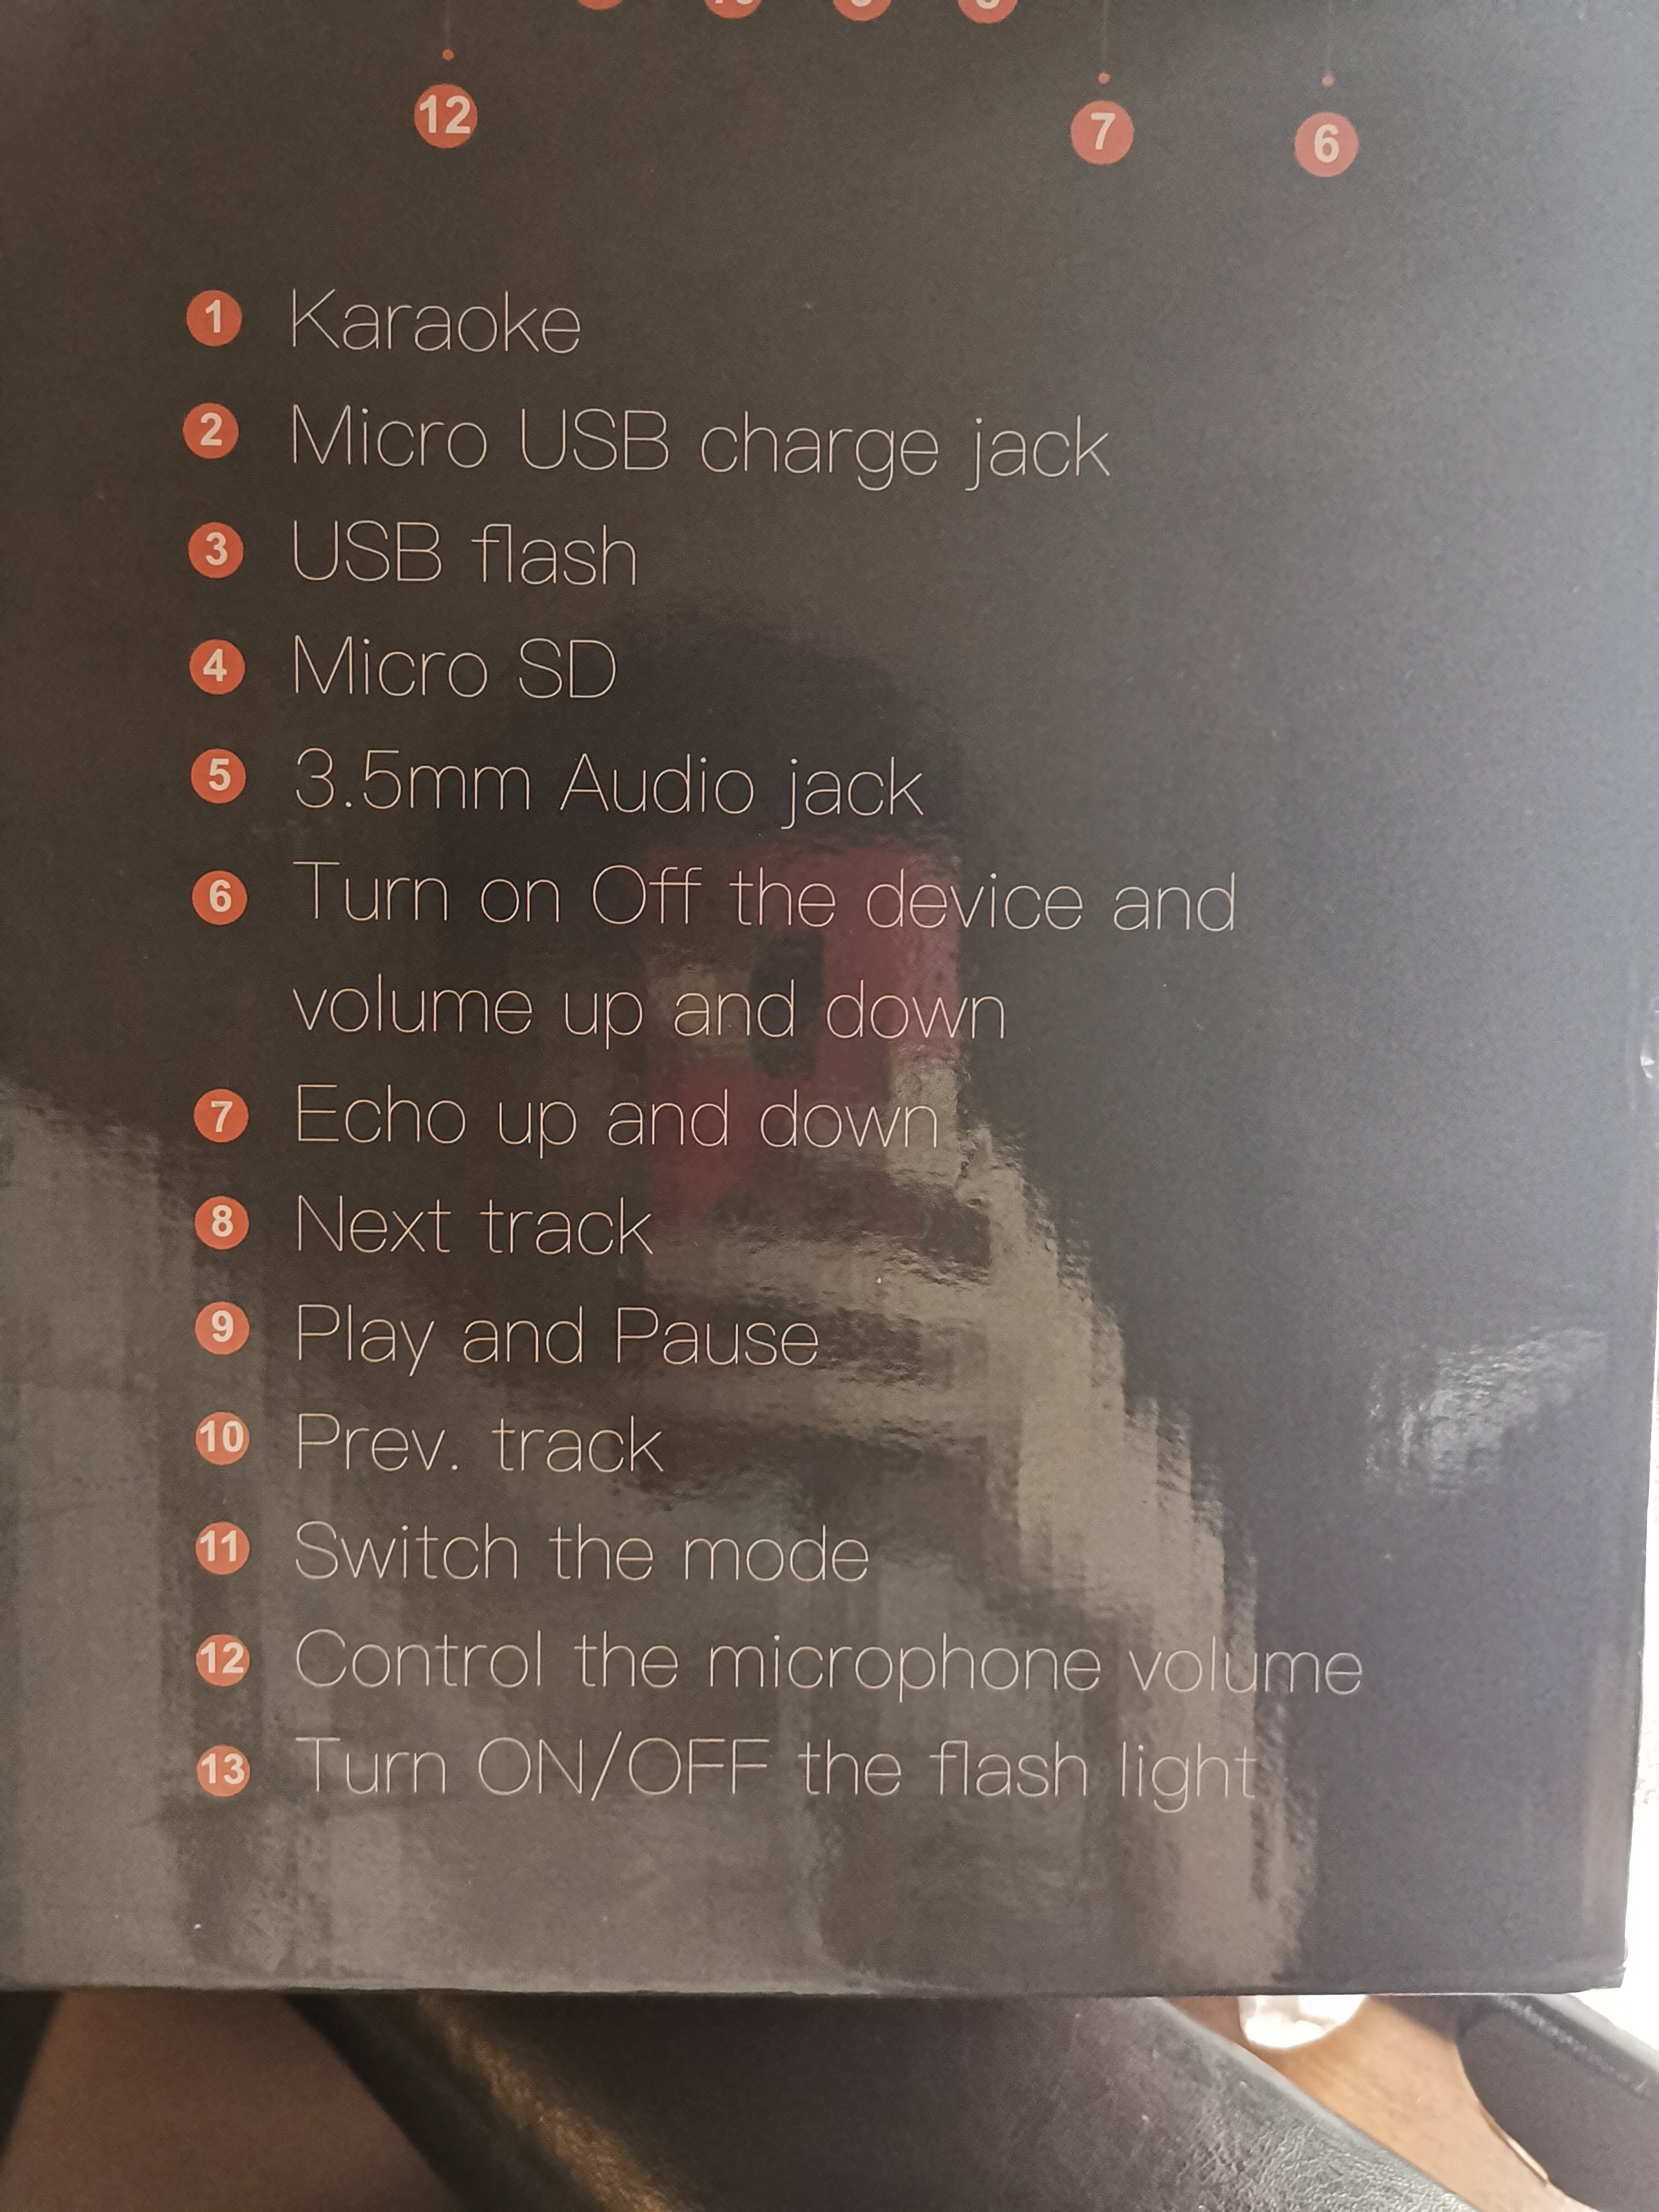 12
7
6
1 Karaoke
2 Micro USB charge jack
3 USB flash
4 Micro SD
5 3.5mm Audio jack
6 Turn on Off the device and
volume up and down
7 Echo up and down
8 Next track
9 Play and Pause
10 Prev. track
11 Switch the mode
12 Control the microphone volume
13 Turn ON/OFF the flash light